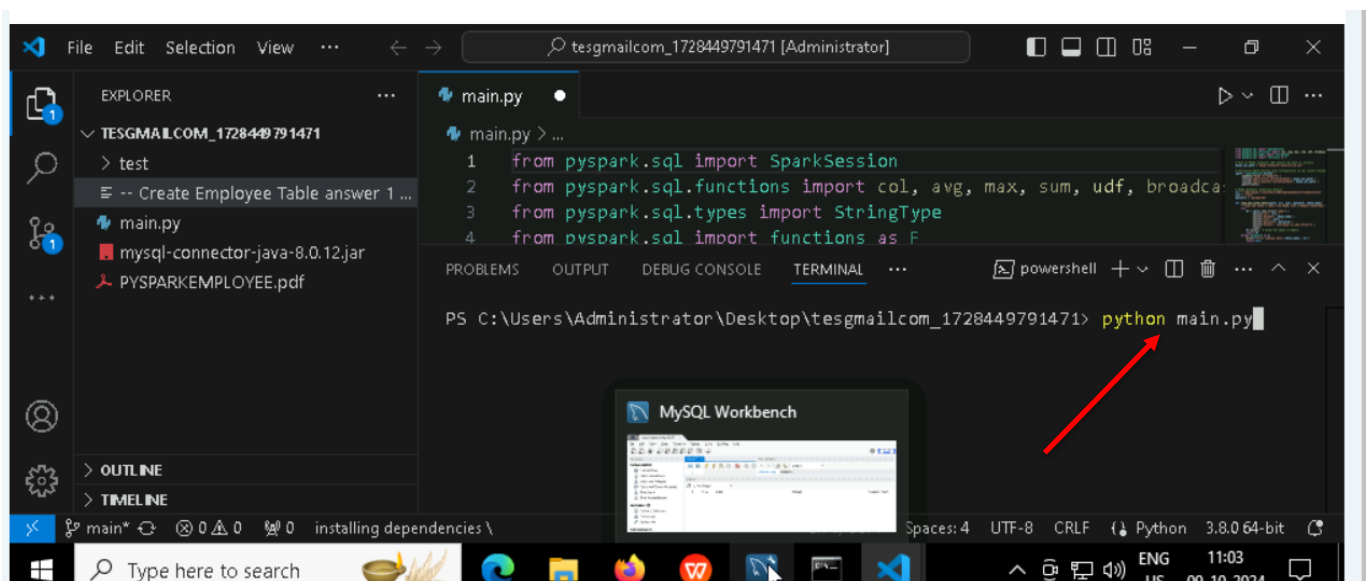 File Edit Selection View ... tesgmailcom_1728449791471 [Administrator]
EXPLORER ...
TESGMAILCOM_1728449791471
test
-- Create Employee Table answer 1 ...
main.py
mysql-connector-java-8.0.12.jar
PYSPARKEMPLOYEE.pdf
OUTLINE
TIMELINE
main.py
main.py > ...
1 from pyspark.sql import SparkSession
2 from pyspark.sql.functions import col, avg, max, sum, udf, broadca
3 from pyspark.sql.types import StringType
4 from pyspark.sql import functions as F
PROBLEMS OUTPUT DEBUG CONSOLE TERMINAL ... powershell
PS C:\Users\Administrator\Desktop\tesgmailcom_1728449791471> python main.py
MySQL Workbench
main* 0 0 0 installing dependencies \ Spaces: 4 UTF-8 CRLF Python 3.8.0 64-bit
Type here to search ENG 11:03
US 09-10-2024